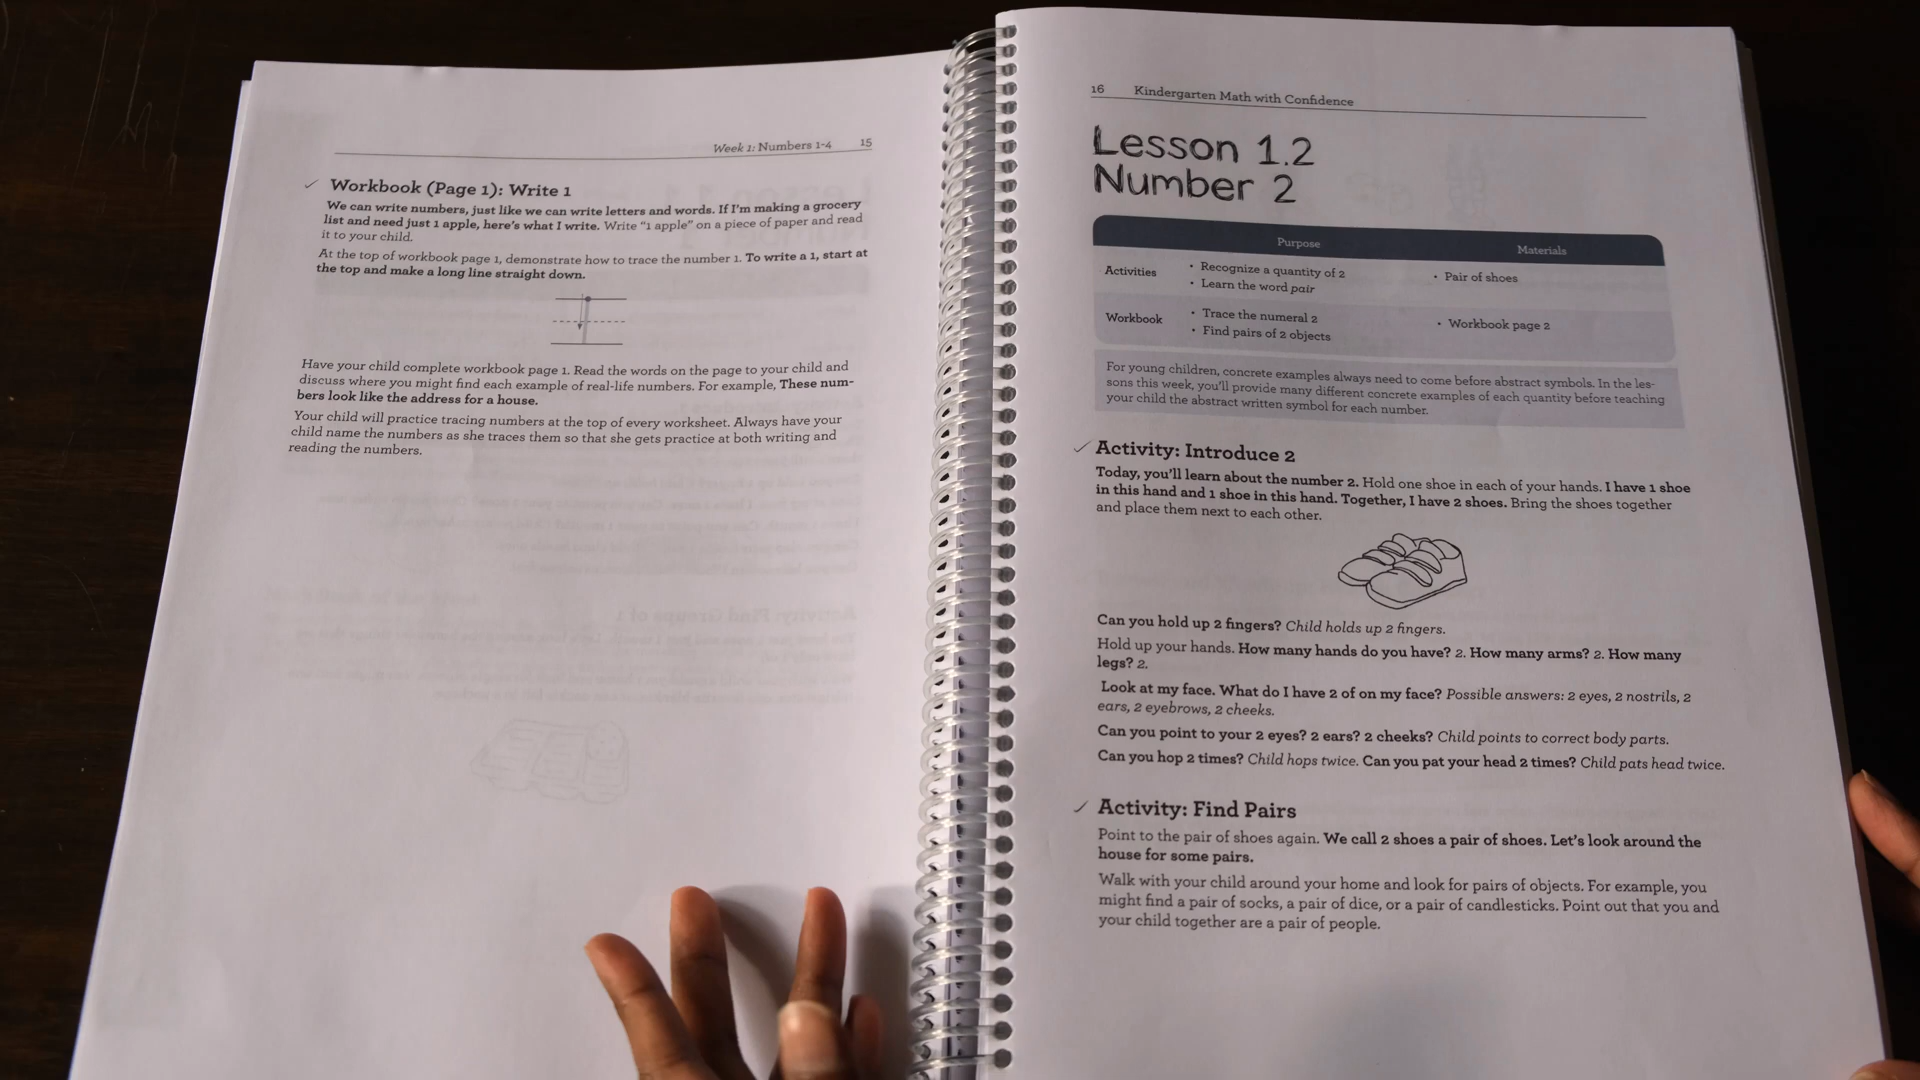 Week 1: Numbers 1-4 15
Workbook (Page 1): Write 1
We can write numbers, just like we can write letters and words. If I'm making a grocery
list and need just 1 apple, here's what I write. Write "1 apple" on a piece of paper and read
it to your child.
At the top of workbook page 1, demonstrate how to trace the number 1. To write a 1, start at
the top and make a long line straight down.
Have your child complete workbook page 1. Read the words on the page to your child and
discuss where you might find each example of real-life numbers. For example, These num-
bers look like the address for a house.
Your child will practice tracing numbers at the top of every worksheet. Always have your
child name the numbers as she traces them so that she gets practice at both writing and
reading the numbers.
16 Kindergarten Math with Confidence
Lesson 1.2
Number 2
Purpose Materials
Activities • Recognize a quantity of 2 • Pair of shoes
• Learn the word pair
Workbook • Trace the numeral 2 • Workbook page 2
• Find pairs of 2 objects
For young children, concrete examples always need to come before abstract symbols. In the les-
sons this week, you'll provide many different concrete examples of each quantity before teaching
your child the abstract written symbol for each number.
Activity: Introduce 2
Today, you'll learn about the number 2. Hold one shoe in each of your hands. I have 1 shoe
in this hand and 1 shoe in this hand. Together, I have 2 shoes. Bring the shoes together
and place them next to each other.
Can you hold up 2 fingers? Child holds up 2 fingers.
Hold up your hands. How many hands do you have? 2. How many arms? 2. How many
legs? 2.
Look at my face. What do I have 2 of on my face? Possible answers: 2 eyes, 2 nostrils, 2
ears, 2 eyebrows, 2 cheeks.
Can you point to your 2 eyes? 2 ears? 2 cheeks? Child points to correct body parts.
Can you hop 2 times? Child hops twice. Can you pat your head 2 times? Child pats head twice.
Activity: Find Pairs
Point to the pair of shoes again. We call 2 shoes a pair of shoes. Let's look around the
house for some pairs.
Walk with your child around your home and look for pairs of objects. For example, you
might find a pair of socks, a pair of dice, or a pair of candlesticks. Point out that you and
your child together are a pair of people.